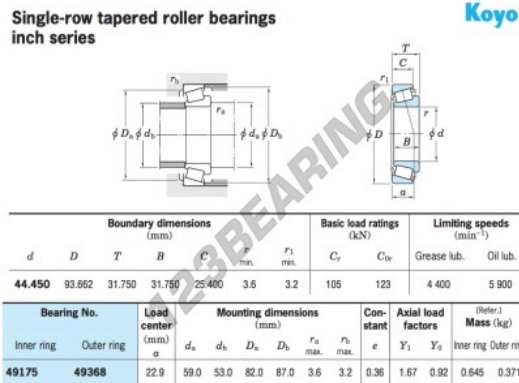 Single-row tapered roller bearings
inch series
Koyo
T
C
r1
rb
ra
r
φDa φdb
φda φDb
φD
B
φd
a
123BEARING
Boundary dimensions
(mm)
Basic load ratings
(kN)
Limiting speeds
(min⁻¹)
d D T B C r min. r1 min. Cr C0r Grease lub. Oil lub.
44.450 93.662 31.750 31.750 25.400 3.6 3.2 105 123 4 400 5 900
Bearing No.
Load center (mm) a
Mounting dimensions
(mm)
Constant e
Axial load factors
(Refer.)
Mass (kg)
Inner ring Outer ring da db Da Db ra max. rb max. Y1 Y0 Inner ring Outer rin
49175 49368 22.9 59.0 53.0 82.0 87.0 3.6 3.2 0.36 1.67 0.92 0.645 0.371